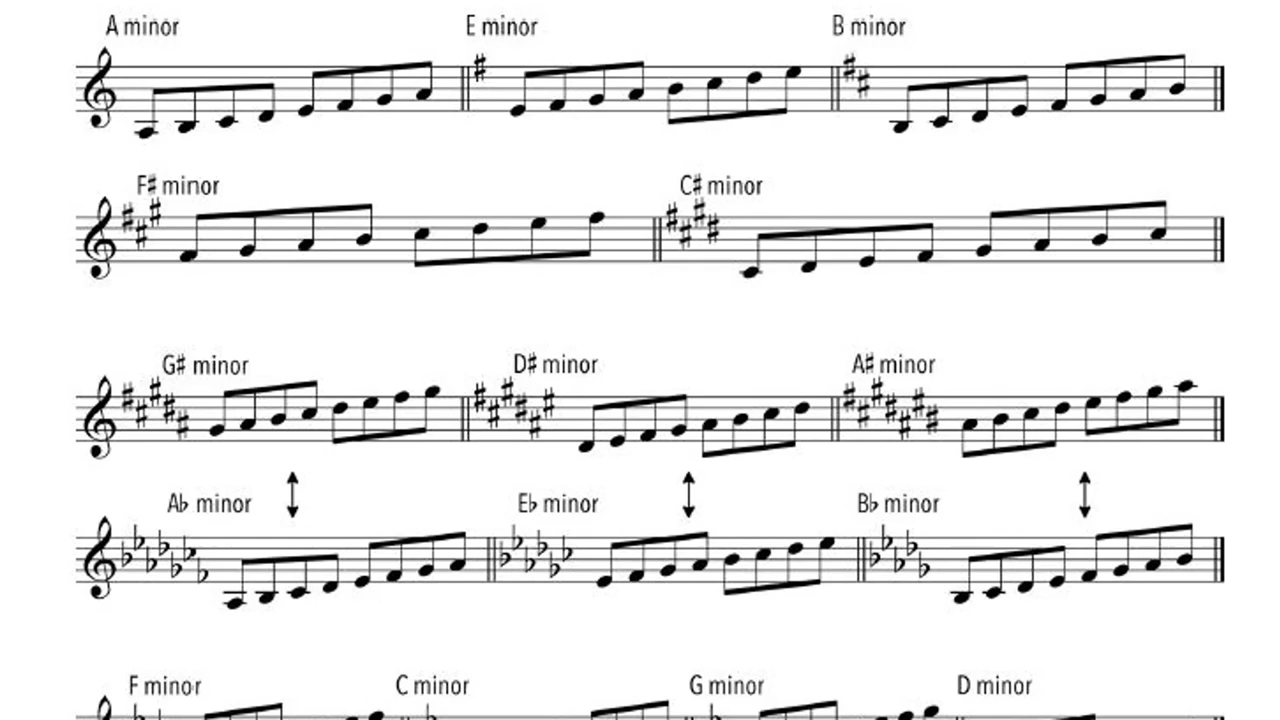 A minor E minor B minor
F♯ minor C♯ minor
G♯ minor D♯ minor A♯ minor
A♭ minor E♭ minor B♭ minor
F minor C minor G minor D minor